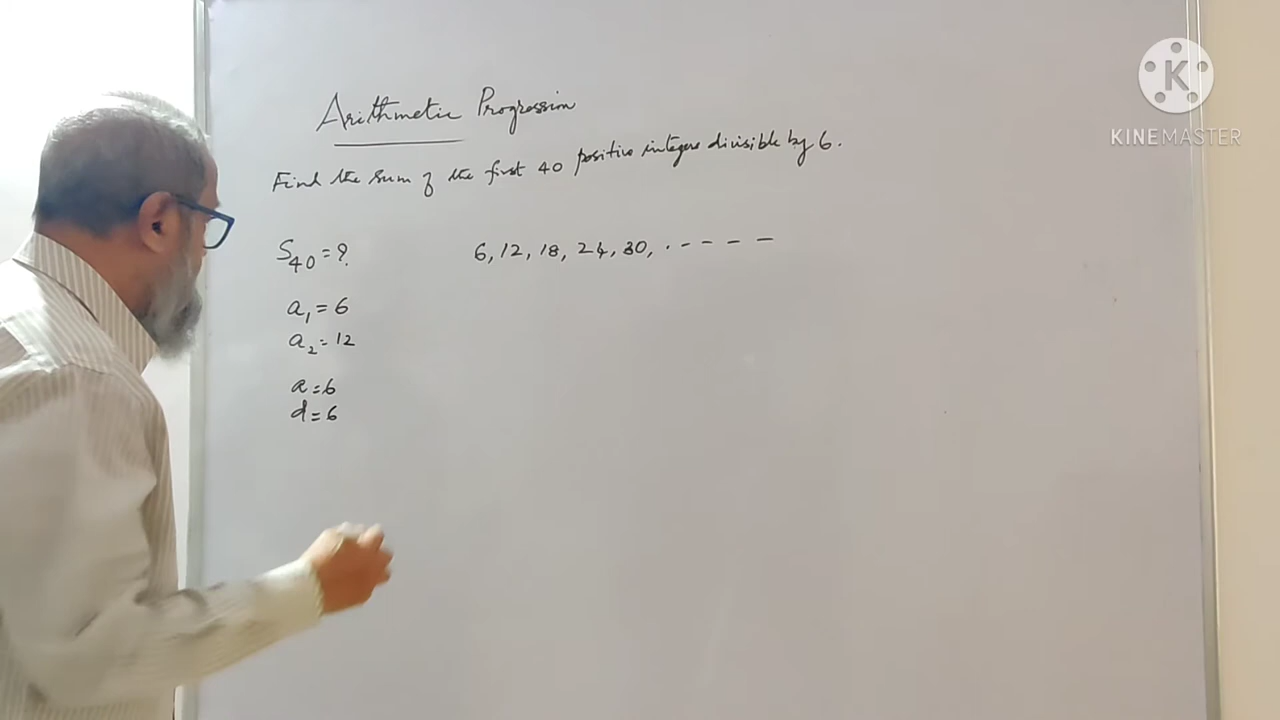 Arithmetic Progression
Find the sum of the first 40 positive integers divisible by 6.
S₄₀ = ?
6, 12, 18, 24, 30, . - - - -
a₁ = 6
a₂ = 12
a = 6
d = 6
K
KINEMASTER